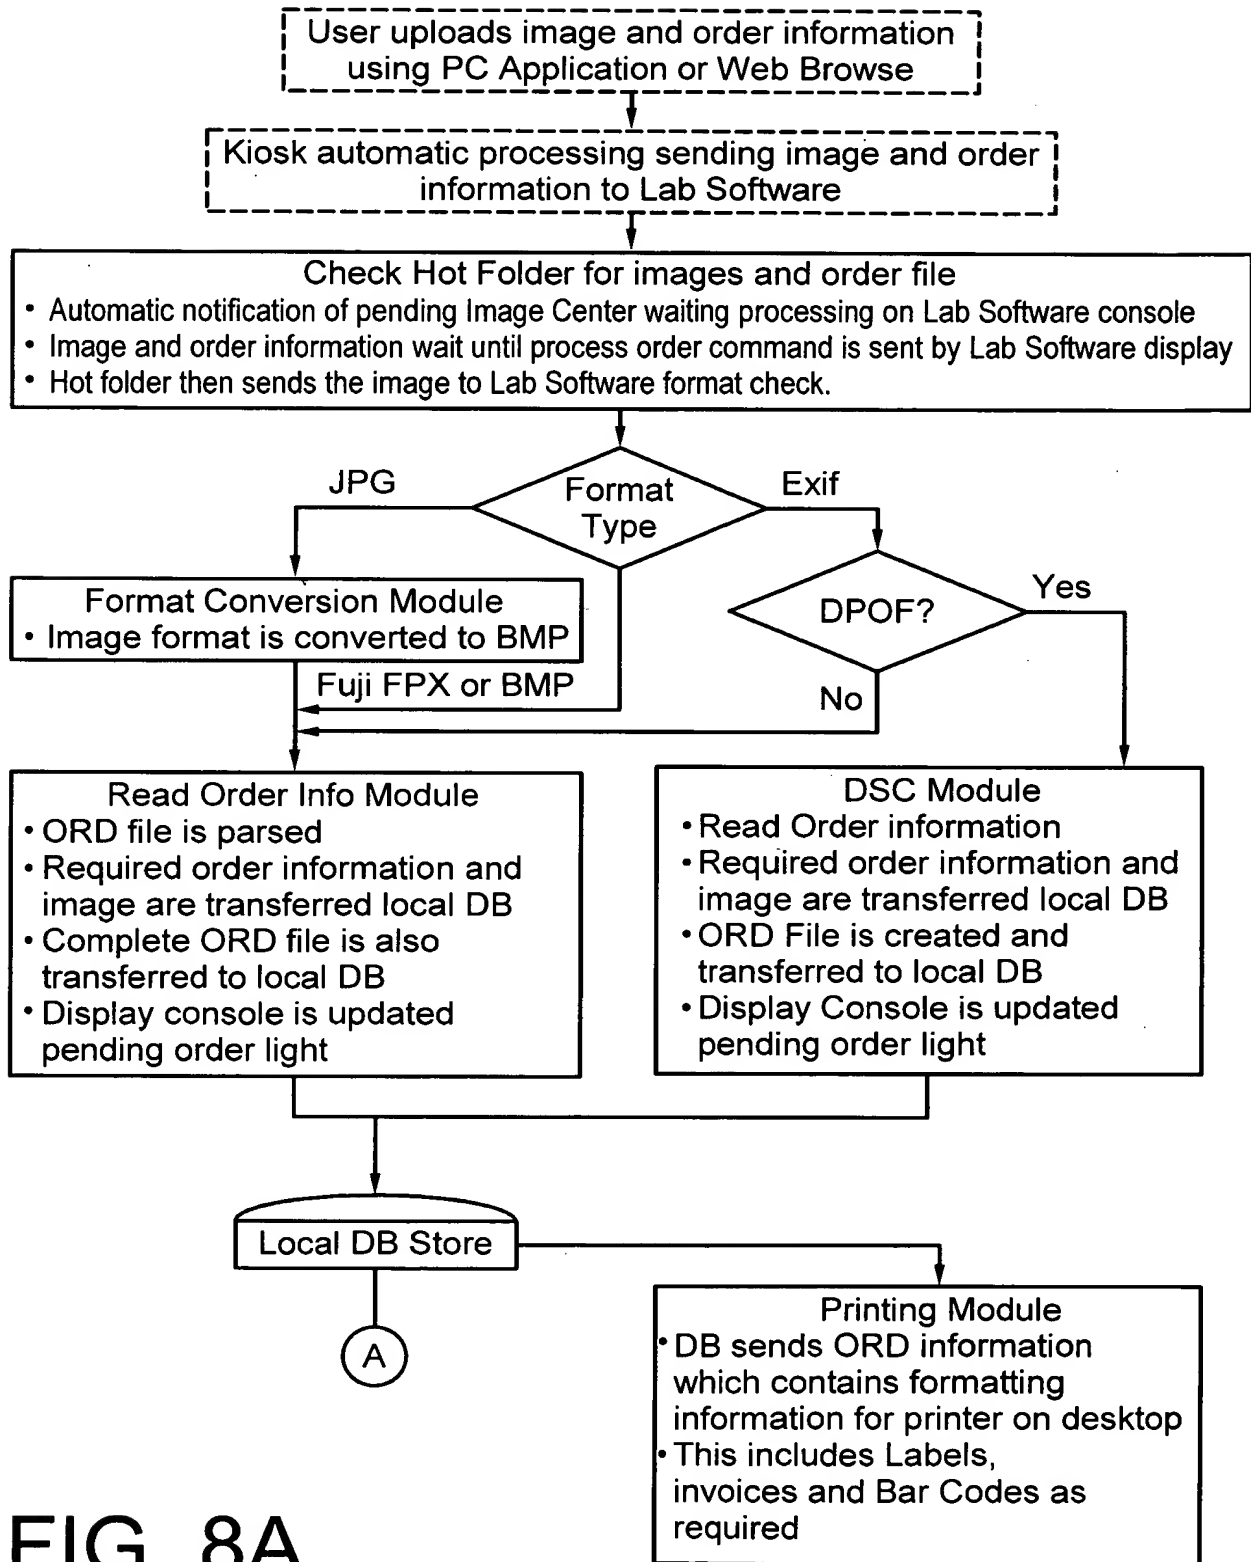 User uploads image and order information
using PC Application or Web Browse
Kiosk automatic processing sending image and order
information to Lab Software
Check Hot Folder for images and order file
• Automatic notification of pending Image Center waiting processing on Lab Software console
• Image and order information wait until process order command is sent by Lab Software display
• Hot folder then sends the image to Lab Software format check.
JPG
Format
Type
Exif
Format Conversion Module
• Image format is converted to BMP
DPOF?
Yes
Fuji FPX or BMP
No
Read Order Info Module
• ORD file is parsed
• Required order information and
image are transferred local DB
• Complete ORD file is also
transferred to local DB
• Display console is updated
pending order light
DSC Module
• Read Order information
• Required order information and
image are transferred local DB
• ORD File is created and
transferred to local DB
• Display Console is updated
pending order light
Local DB Store
A
Printing Module
• DB sends ORD information
which contains formatting
information for printer on desktop
• This includes Labels,
invoices and Bar Codes as
required
FIG. 8A